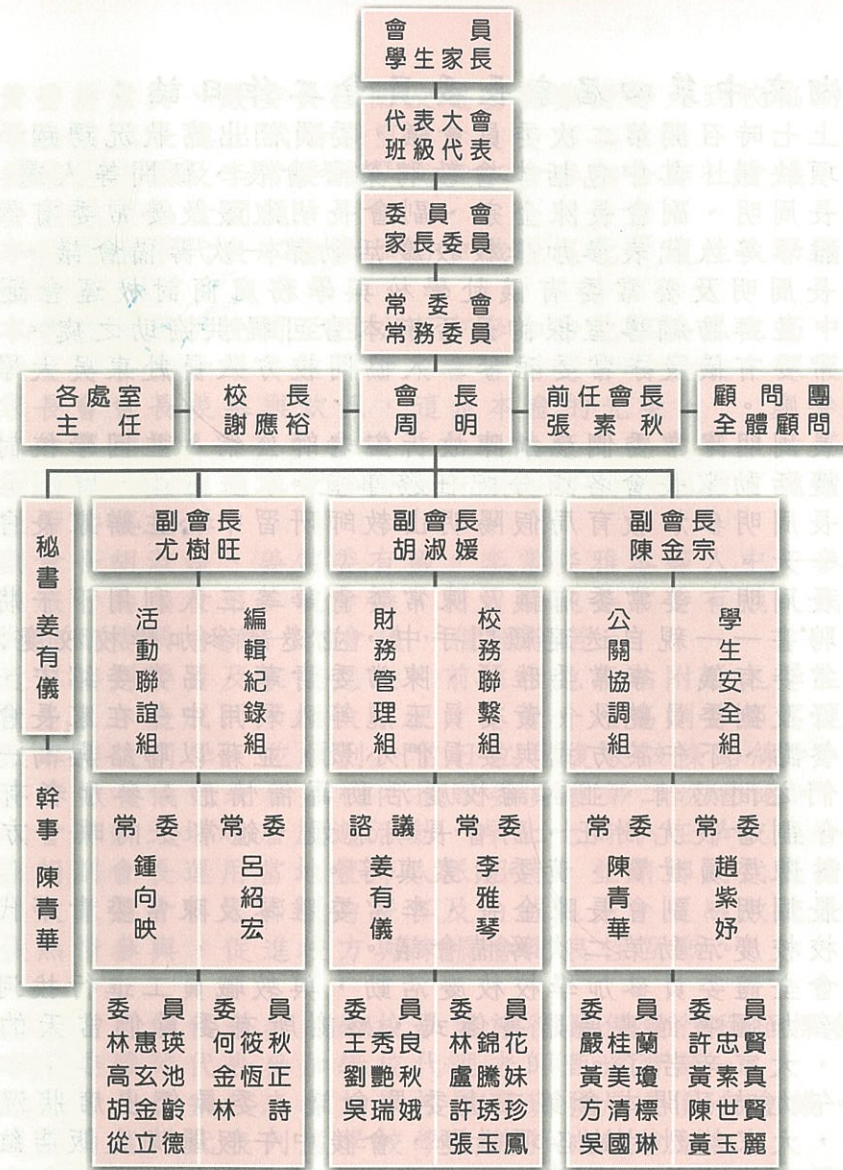 會員
學生家長
代表大會
班級代表
委員會
家長委員
常委會
常務委員
各處室
主任
校長
謝應裕
會長
周明
前任會長
張素秋
顧問團
全體顧問
秘書 姜有儀
幹事 陳青華
副會長
尤樹旺
副會長
胡淑媛
副會長
陳金宗
活動聯誼組
編輯紀錄組
財務管理組
校務聯繫組
公關協調組
學生安全組
常委
鍾向映
常委
呂紹宏
諮議
姜有儀
常委
李雅琴
常委
陳青華
常委
趙紫妤
委員
林惠瑛
高玄池
胡金齡
從立德
委員
何筱秋
金恆正
林詩
委員
王秀良
劉艷秋
吳瑞娥
委員
林錦花
盧騰妹
許琇珍
張玉鳳
委員
嚴桂蘭
黃美瓊
方清標
吳國琳
委員
許忠賢
黃素真
陳世賢
黃玉麗